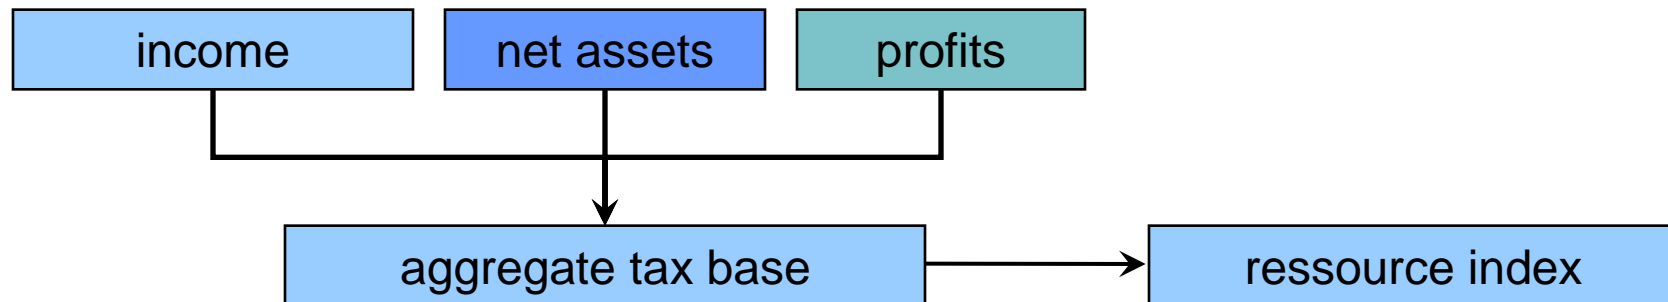 income
net assets
profits
aggregate tax base
ressource index